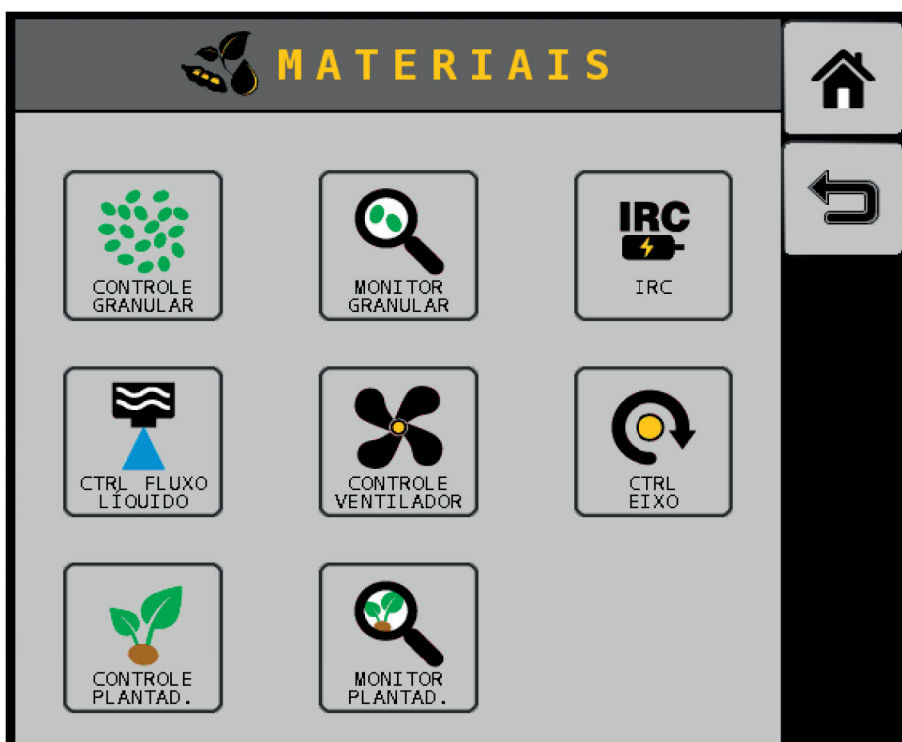 MATERIAIS
CONTROLE
GRANULAR
MONITOR
GRANULAR
IRC
IRC
CTRL FLUXO
LÍQUIDO
CONTROLE
VENTILADOR
CTRL
EIXO
CONTROLE
PLANTAD.
MONITOR
PLANTAD.